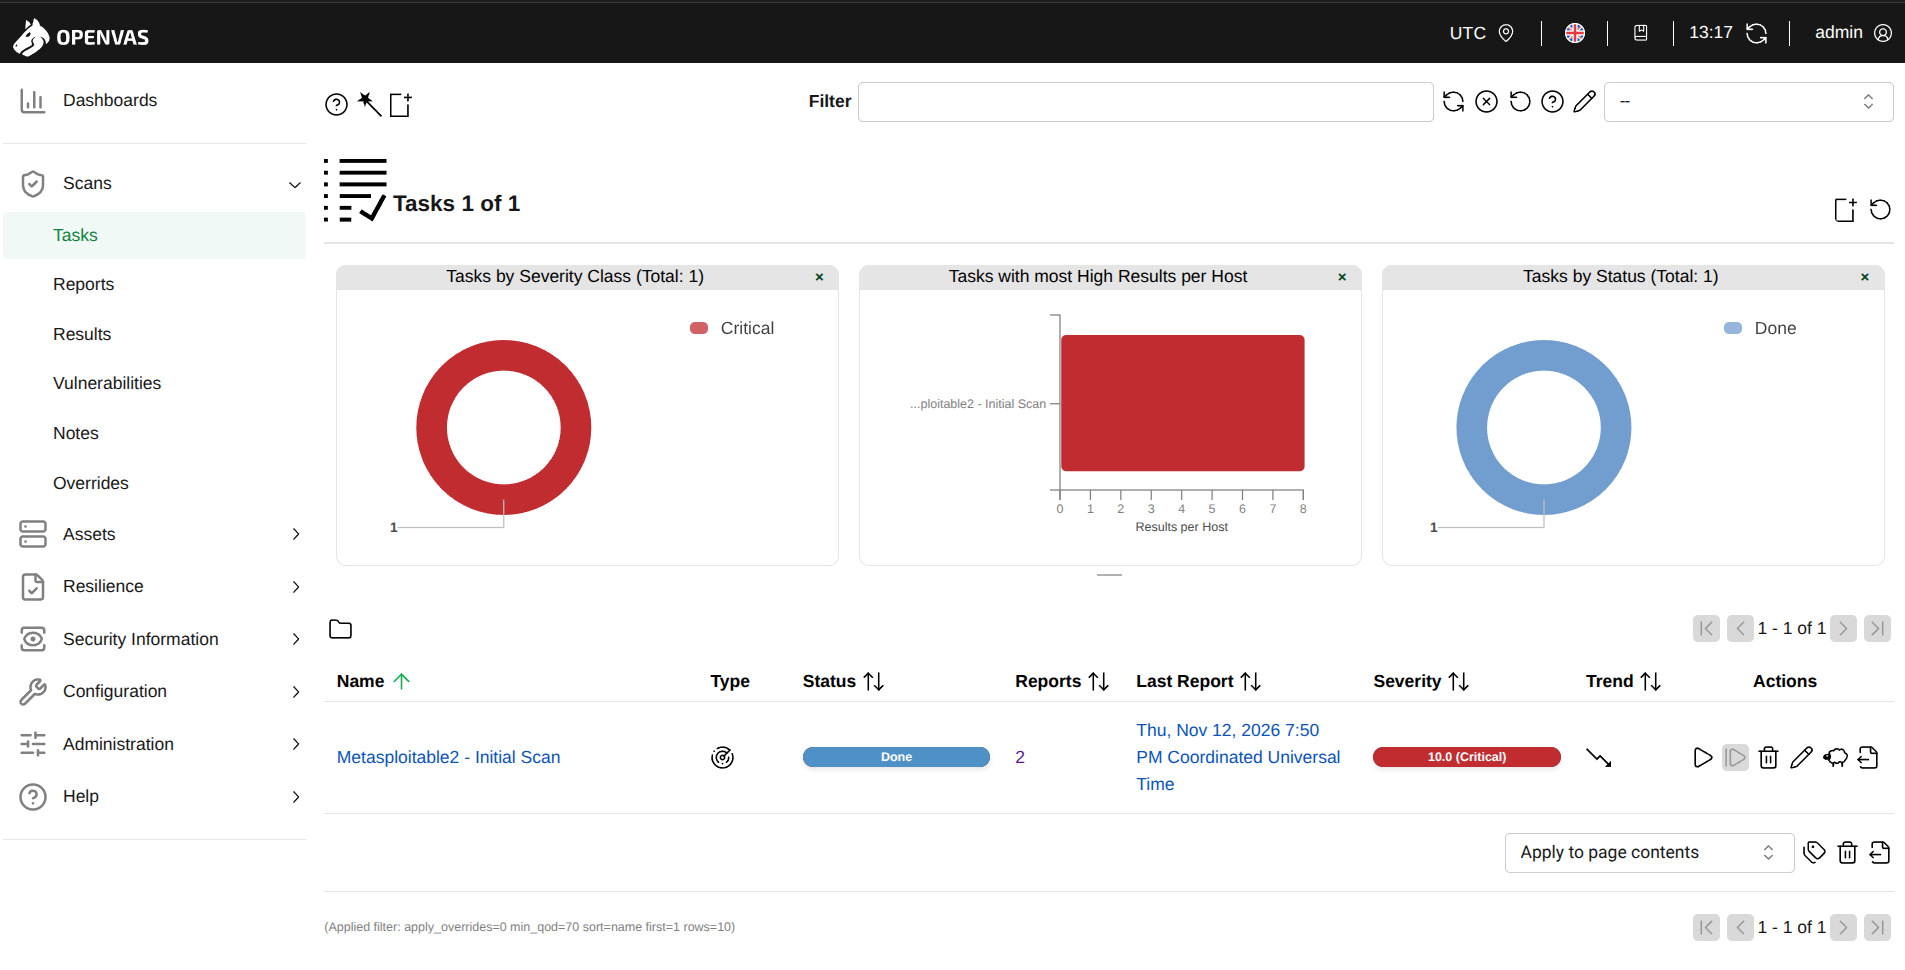 OPENVAS
UTC
13:17
admin
Dashboards
Filter
--
Scans
Tasks
Reports
Results
Vulnerabilities
Notes
Overrides
Assets
Resilience
Security Information
Configuration
Administration
Help
Tasks 1 of 1
Tasks by Severity Class (Total: 1)
×
Critical
1
Tasks with most High Results per Host
×
...ploitable2 - Initial Scan
0 1 2 3 4 5 6 7 8
Results per Host
Tasks by Status (Total: 1)
×
Done
1
1 - 1 of 1
Name Type Status Reports Last Report Severity Trend Actions
Metasploitable2 - Initial Scan
Done
2
Thu, Nov 12, 2026 7:50
PM Coordinated Universal
Time
10.0 (Critical)
Apply to page contents
(Applied filter: apply_overrides=0 min_qod=70 sort=name first=1 rows=10)
1 - 1 of 1